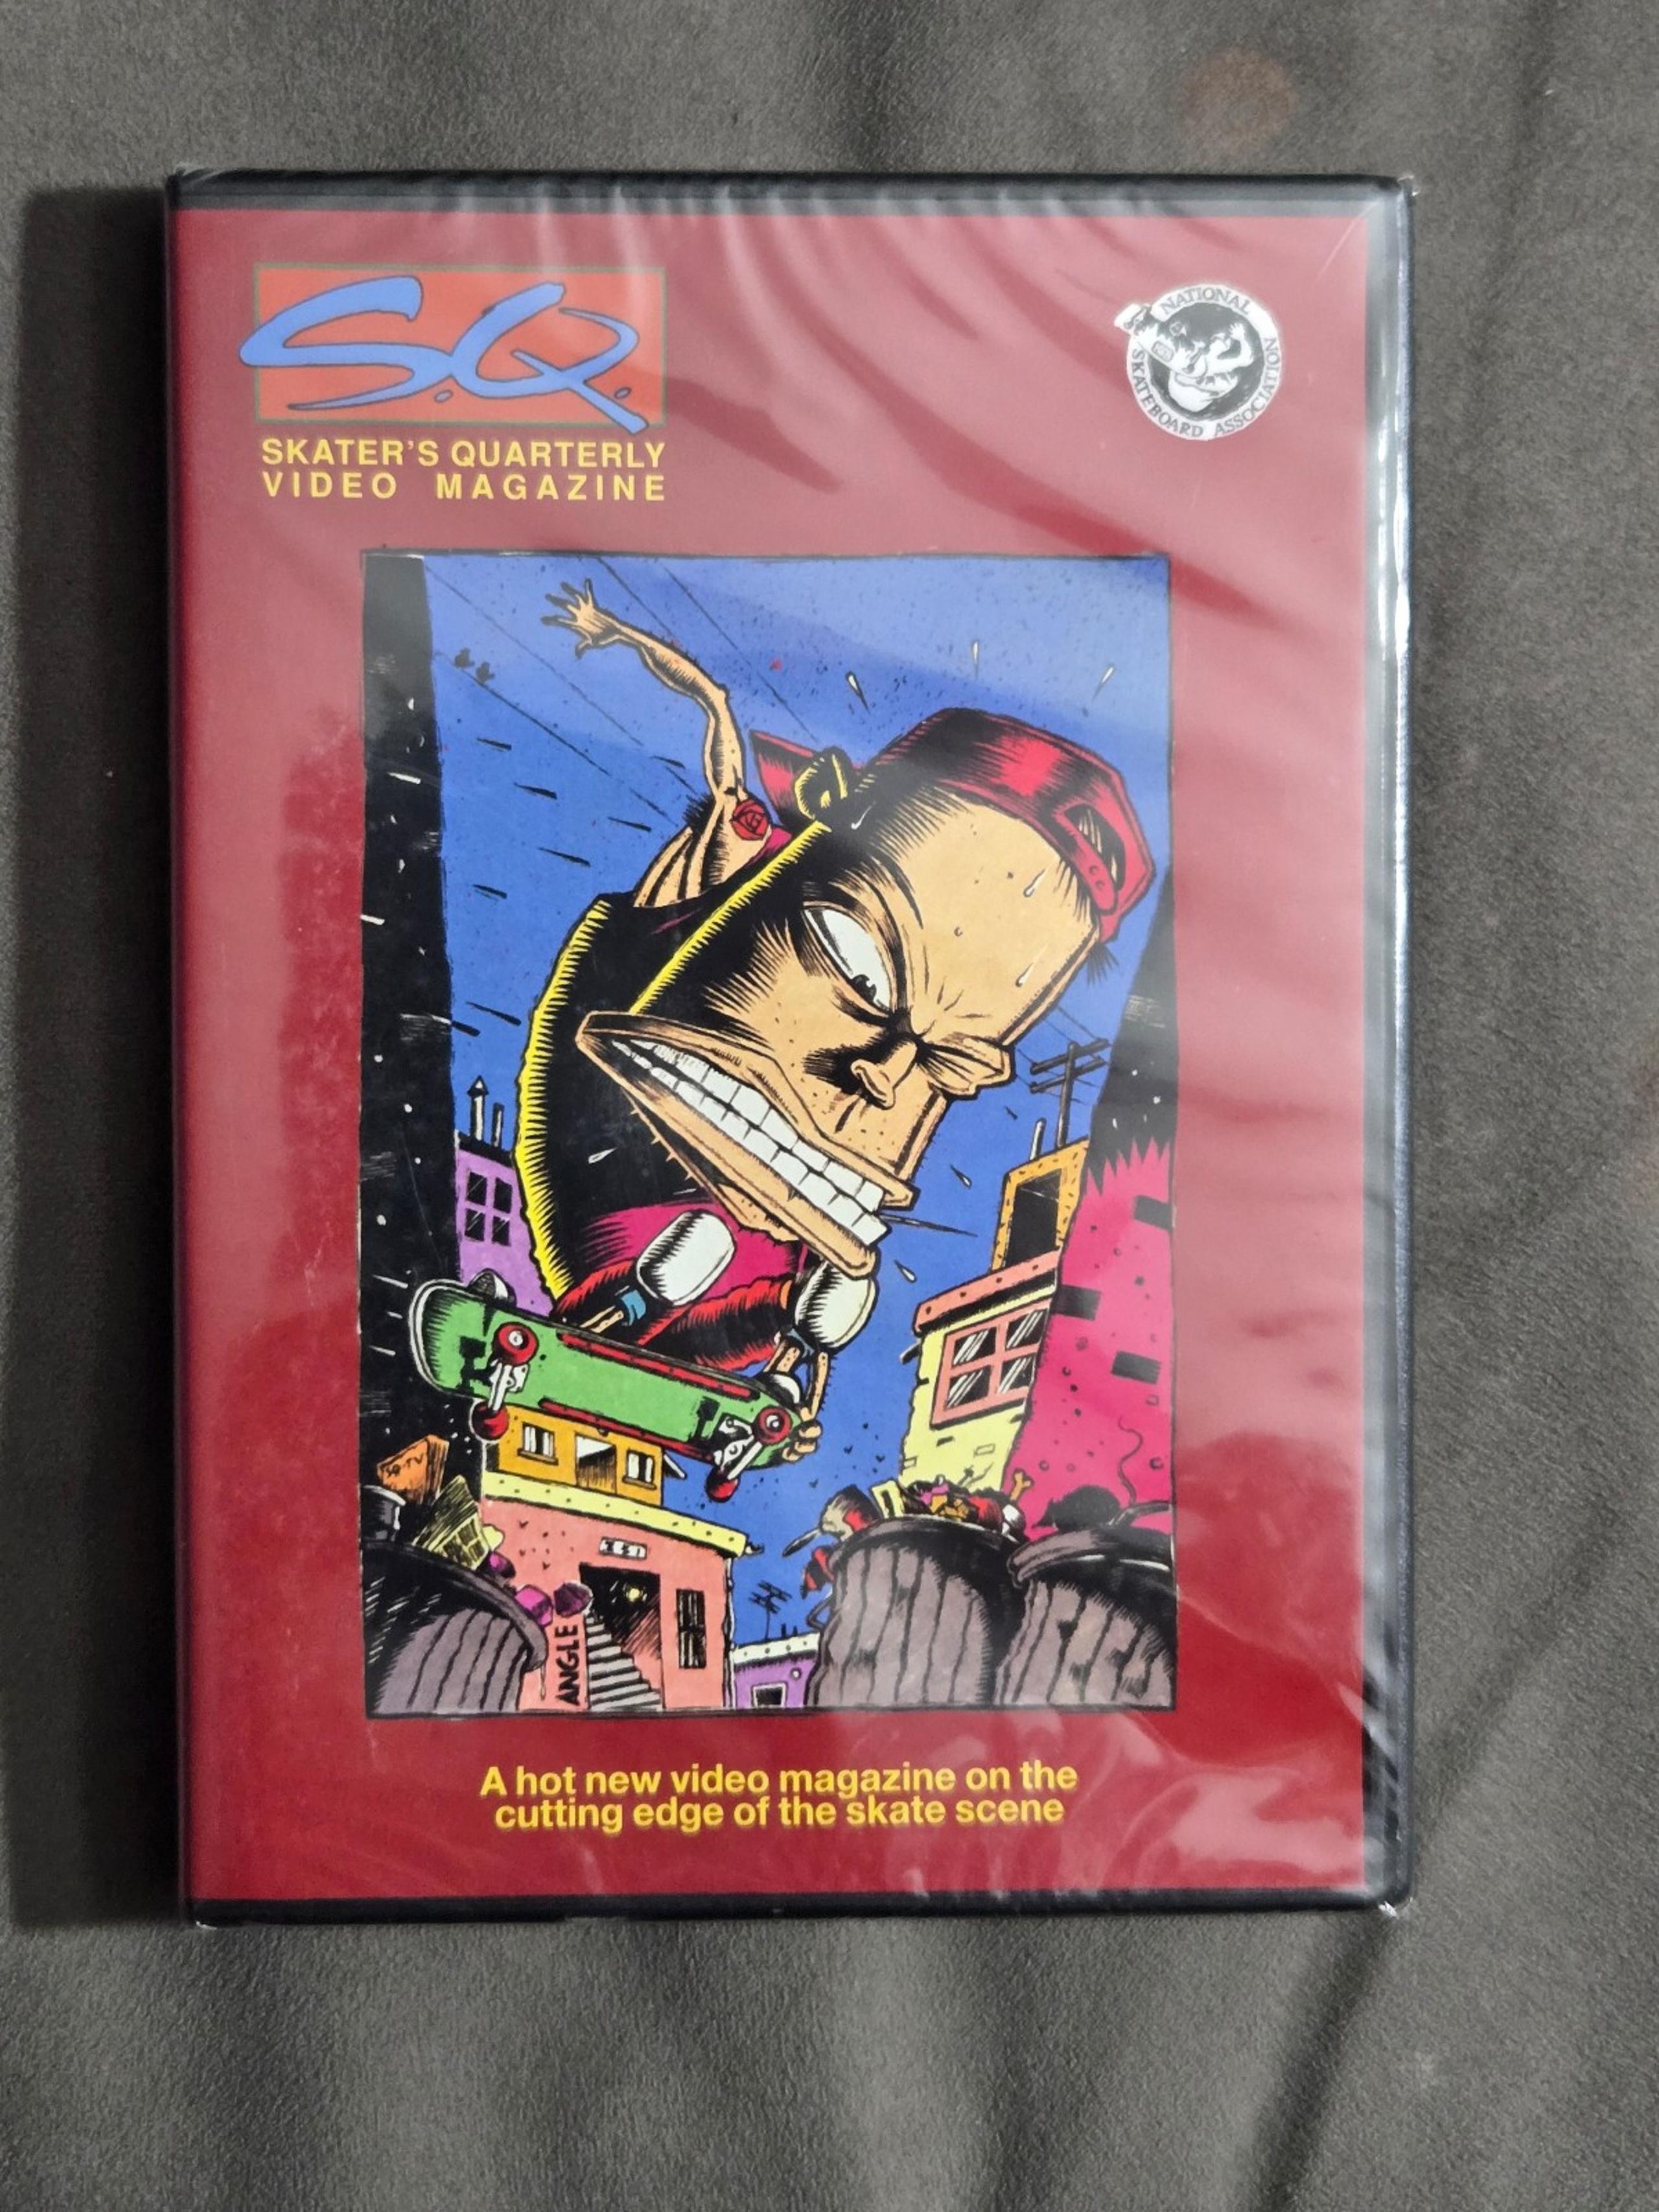 S.Q.
SKATER'S QUARTERLY
VIDEO MAGAZINE
NATIONAL
SKATEBOARD ASSOCIATION
ANGLE
A hot new video magazine on the
cutting edge of the skate scene